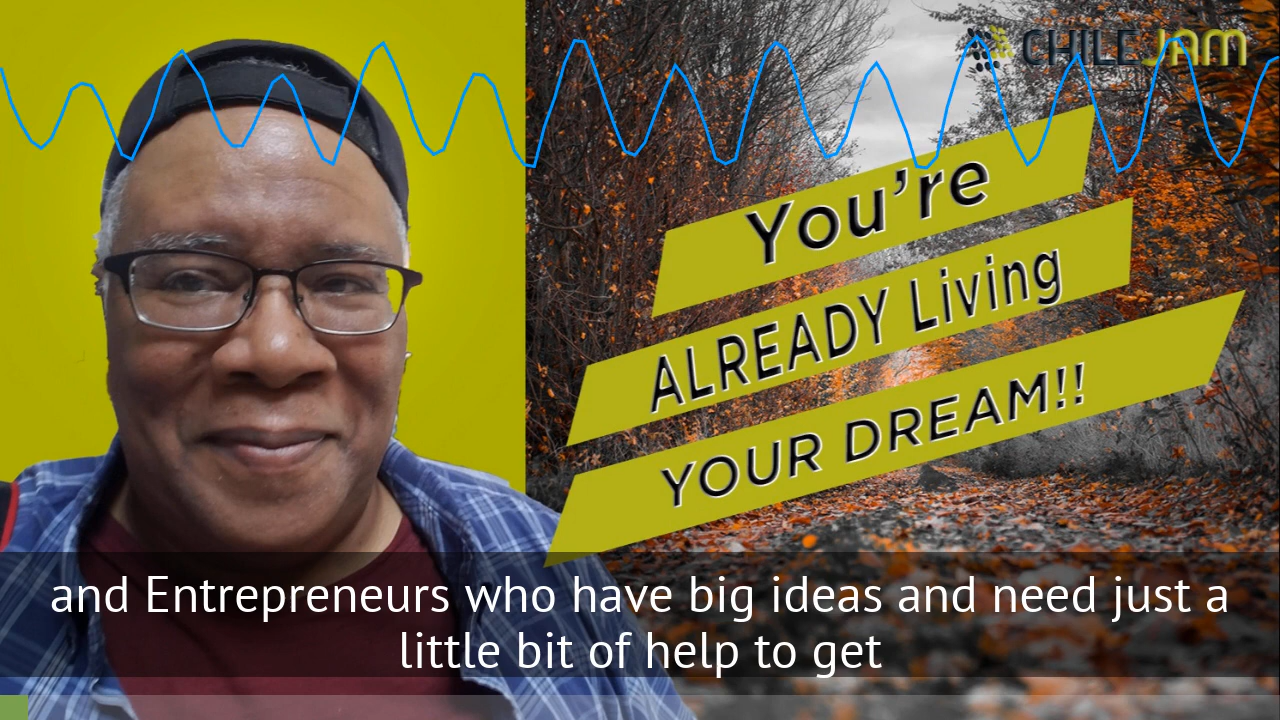 CHILEJAM
You're
ALREADY Living
YOUR DREAM!!
and Entrepreneurs who have big ideas and need just a
little bit of help to get